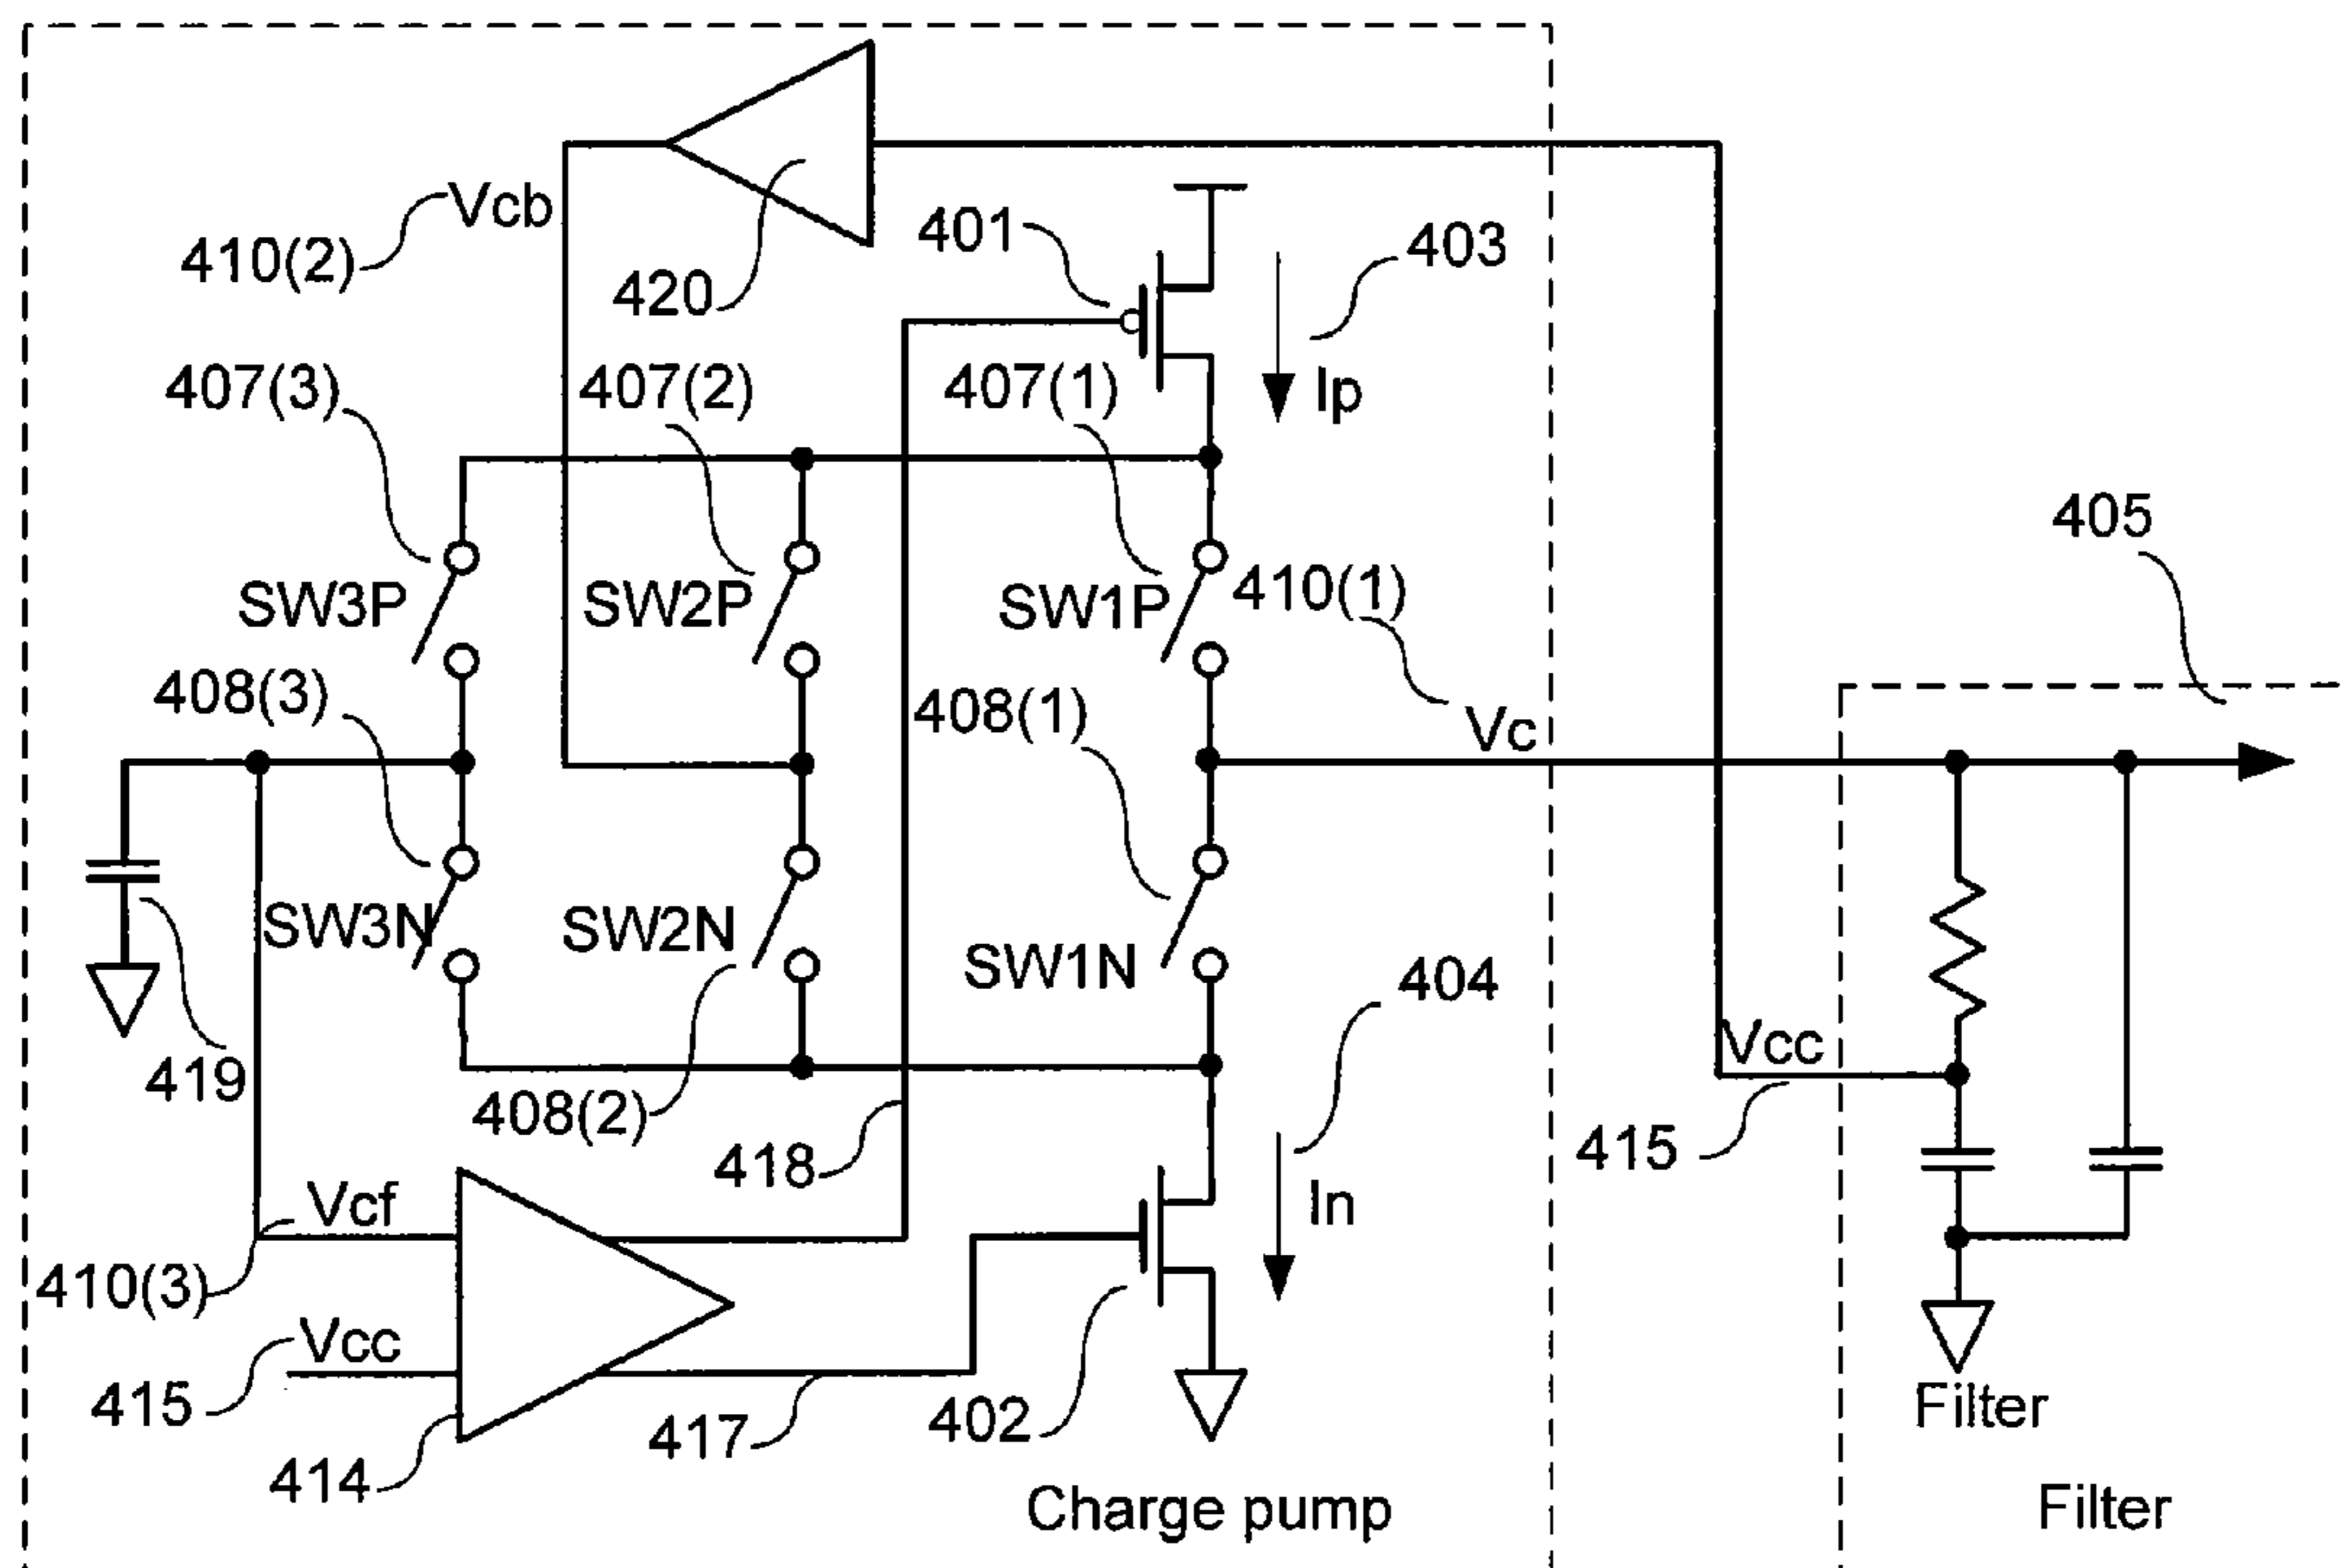 Vcb
410(2)
420
401
403
407(3)
407(2)
407(1)
Ip
405
SW3P
SW2P
SW1P
410(1)
408(3)
408(1)
Vc
SW3N
SW2N
SW1N
404
419
408(2)
Vcc
418
415
Vcf
In
410(3)
Vcc
415
417
402
414
Filter
Charge pump
Filter